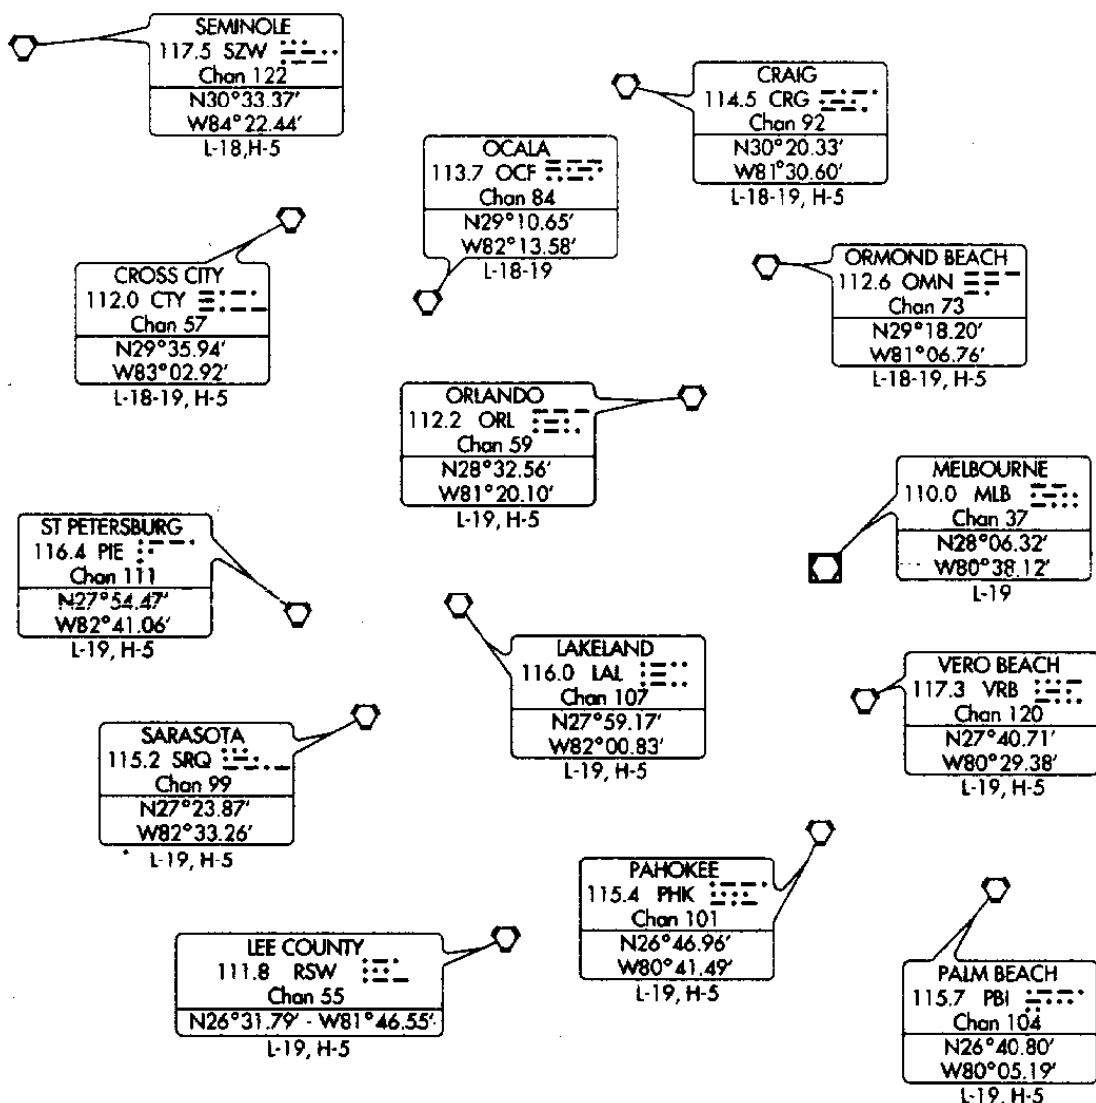 SEMINOLE
117.5 SZW
Chan 122
N30°33.37′
W84°22.44′
L-18,H-5
CRAIG
114.5 CRG
Chan 92
N30°20.33′
W81°30.60′
L-18-19, H-5
OCALA
113.7 OCF
Chan 84
N29°10.65′
W82°13.58′
L-18-19
CROSS CITY
112.0 CTY
Chan 57
N29°35.94′
W83°02.92′
L-18-19, H-5
ORMOND BEACH
112.6 OMN
Chan 73
N29°18.20′
W81°06.76′
L-18-19, H-5
ORLANDO
112.2 ORL
Chan 59
N28°32.56′
W81°20.10′
L-19, H-5
MELBOURNE
110.0 MLB
Chan 37
N28°06.32′
W80°38.12′
L-19
ST PETERSBURG
116.4 PIE
Chan 111
N27°54.47′
W82°41.06′
L-19, H-5
LAKELAND
116.0 LAL
Chan 107
N27°59.17′
W82°00.83′
L-19, H-5
VERO BEACH
117.3 VRB
Chan 120
N27°40.71′
W80°29.38′
L-19, H-5
SARASOTA
115.2 SRQ
Chan 99
N27°23.87′
W82°33.26′
L-19, H-5
PAHOKEE
115.4 PHK
Chan 101
N26°46.96′
W80°41.49′
L-19, H-5
LEE COUNTY
111.8 RSW
Chan 55
N26°31.79′ - W81°46.55′
L-19, H-5
PALM BEACH
115.7 PBI
Chan 104
N26°40.80′
W80°05.19′
L-19, H-5